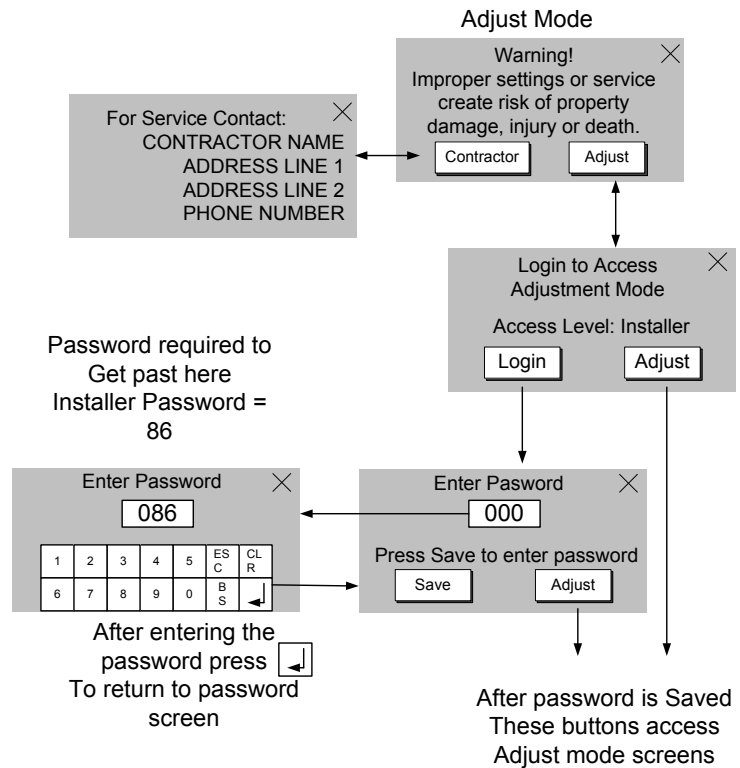 Adjust Mode
Warning!
Improper settings or service
create risk of property
damage, injury or death.
Contractor
Adjust
For Service Contact:
CONTRACTOR NAME
ADDRESS LINE 1
ADDRESS LINE 2
PHONE NUMBER
Login to Access
Adjustment Mode
Access Level: Installer
Login
Adjust
Password required to
Get past here
Installer Password =
86
Enter Password
086
1 2 3 4 5 ES
C CL
R
6 7 8 9 0 B
S
After entering the
password press
To return to password
screen
Enter Pasword
000
Press Save to enter password
Save
Adjust
After password is Saved
These buttons access
Adjust mode screens